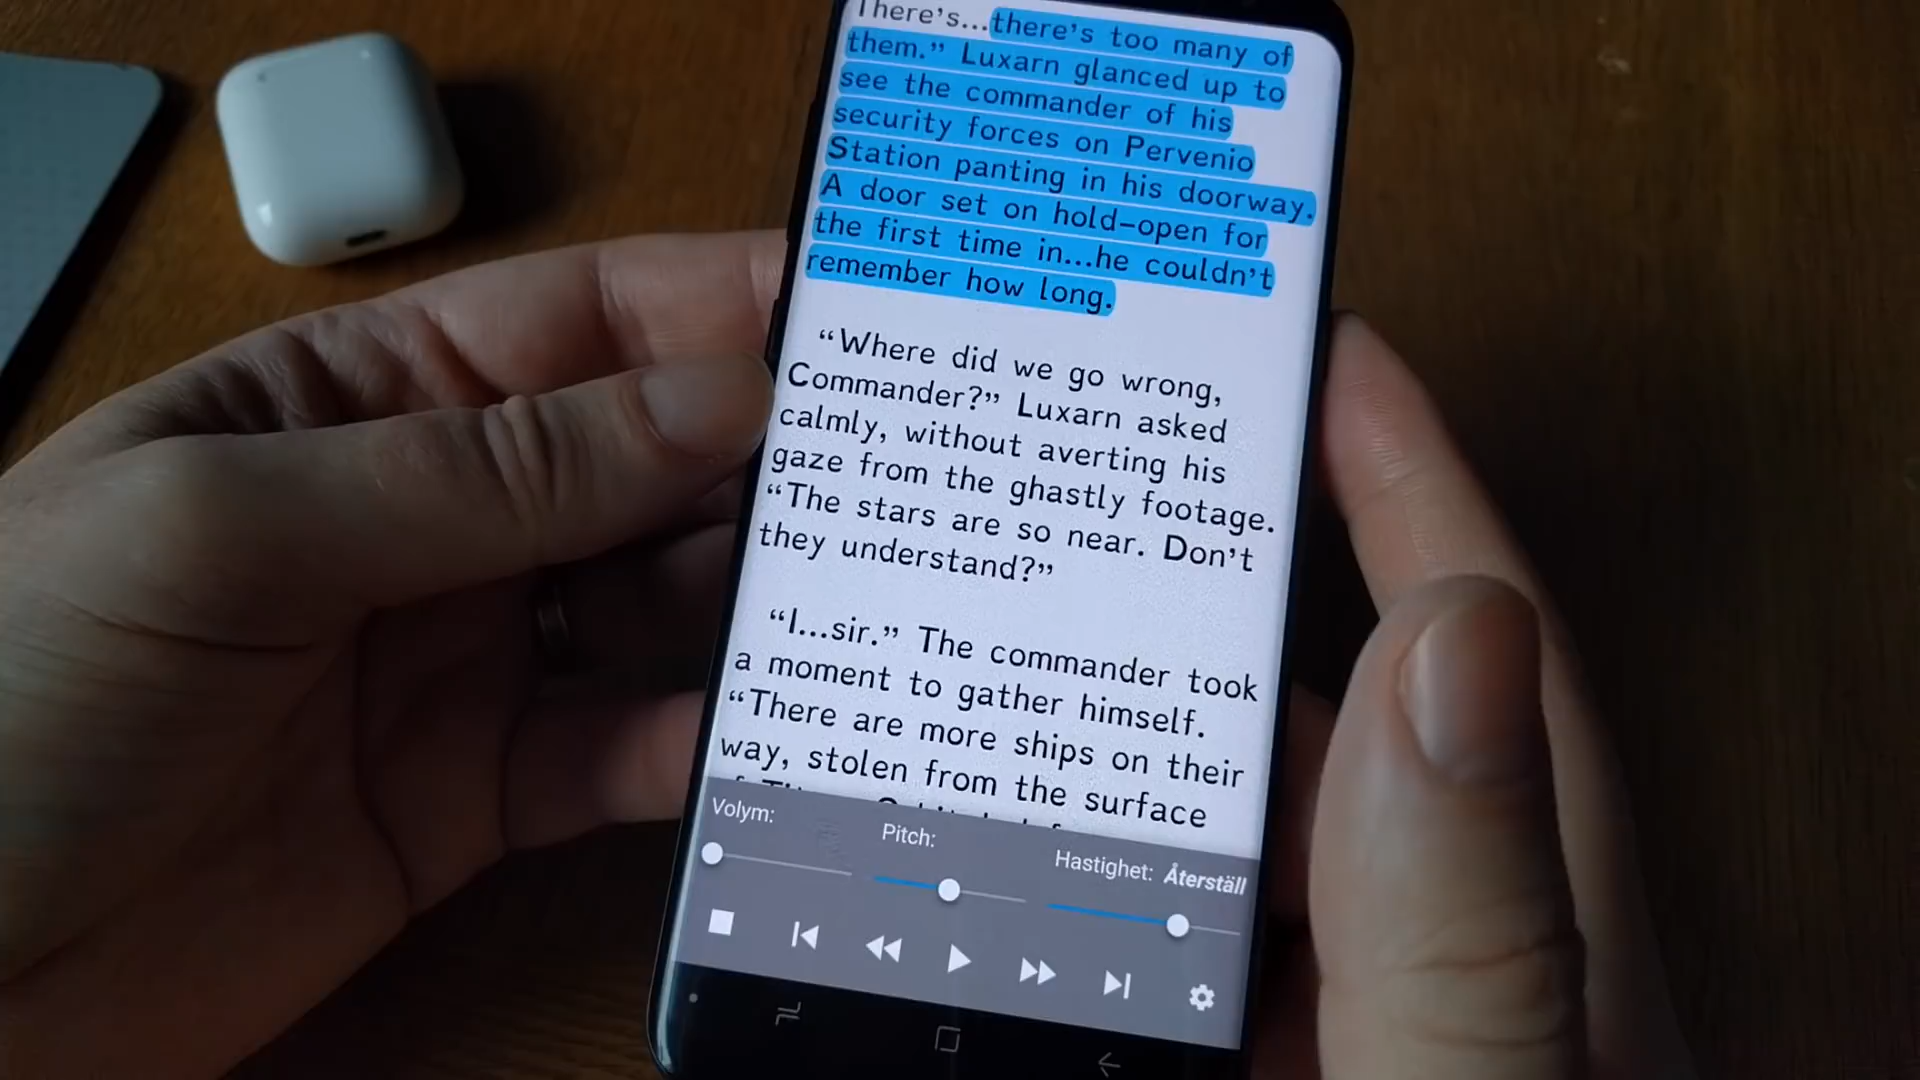 There's...there's too many of
them.” Luxarn glanced up to
see the commander of his
security forces on Pervenio
Station panting in his doorway.
A door set on hold-open for
the first time in...he couldn't
remember how long.
“Where did we go wrong,
Commander?” Luxarn asked
calmly, without averting his
gaze from the ghastly footage.
“The stars are so near. Don't
they understand?”
“I...sir.” The commander took
a moment to gather himself.
“There are more ships on their
way, stolen from the surface
Volym:
Pitch:
Hastighet: Återställ